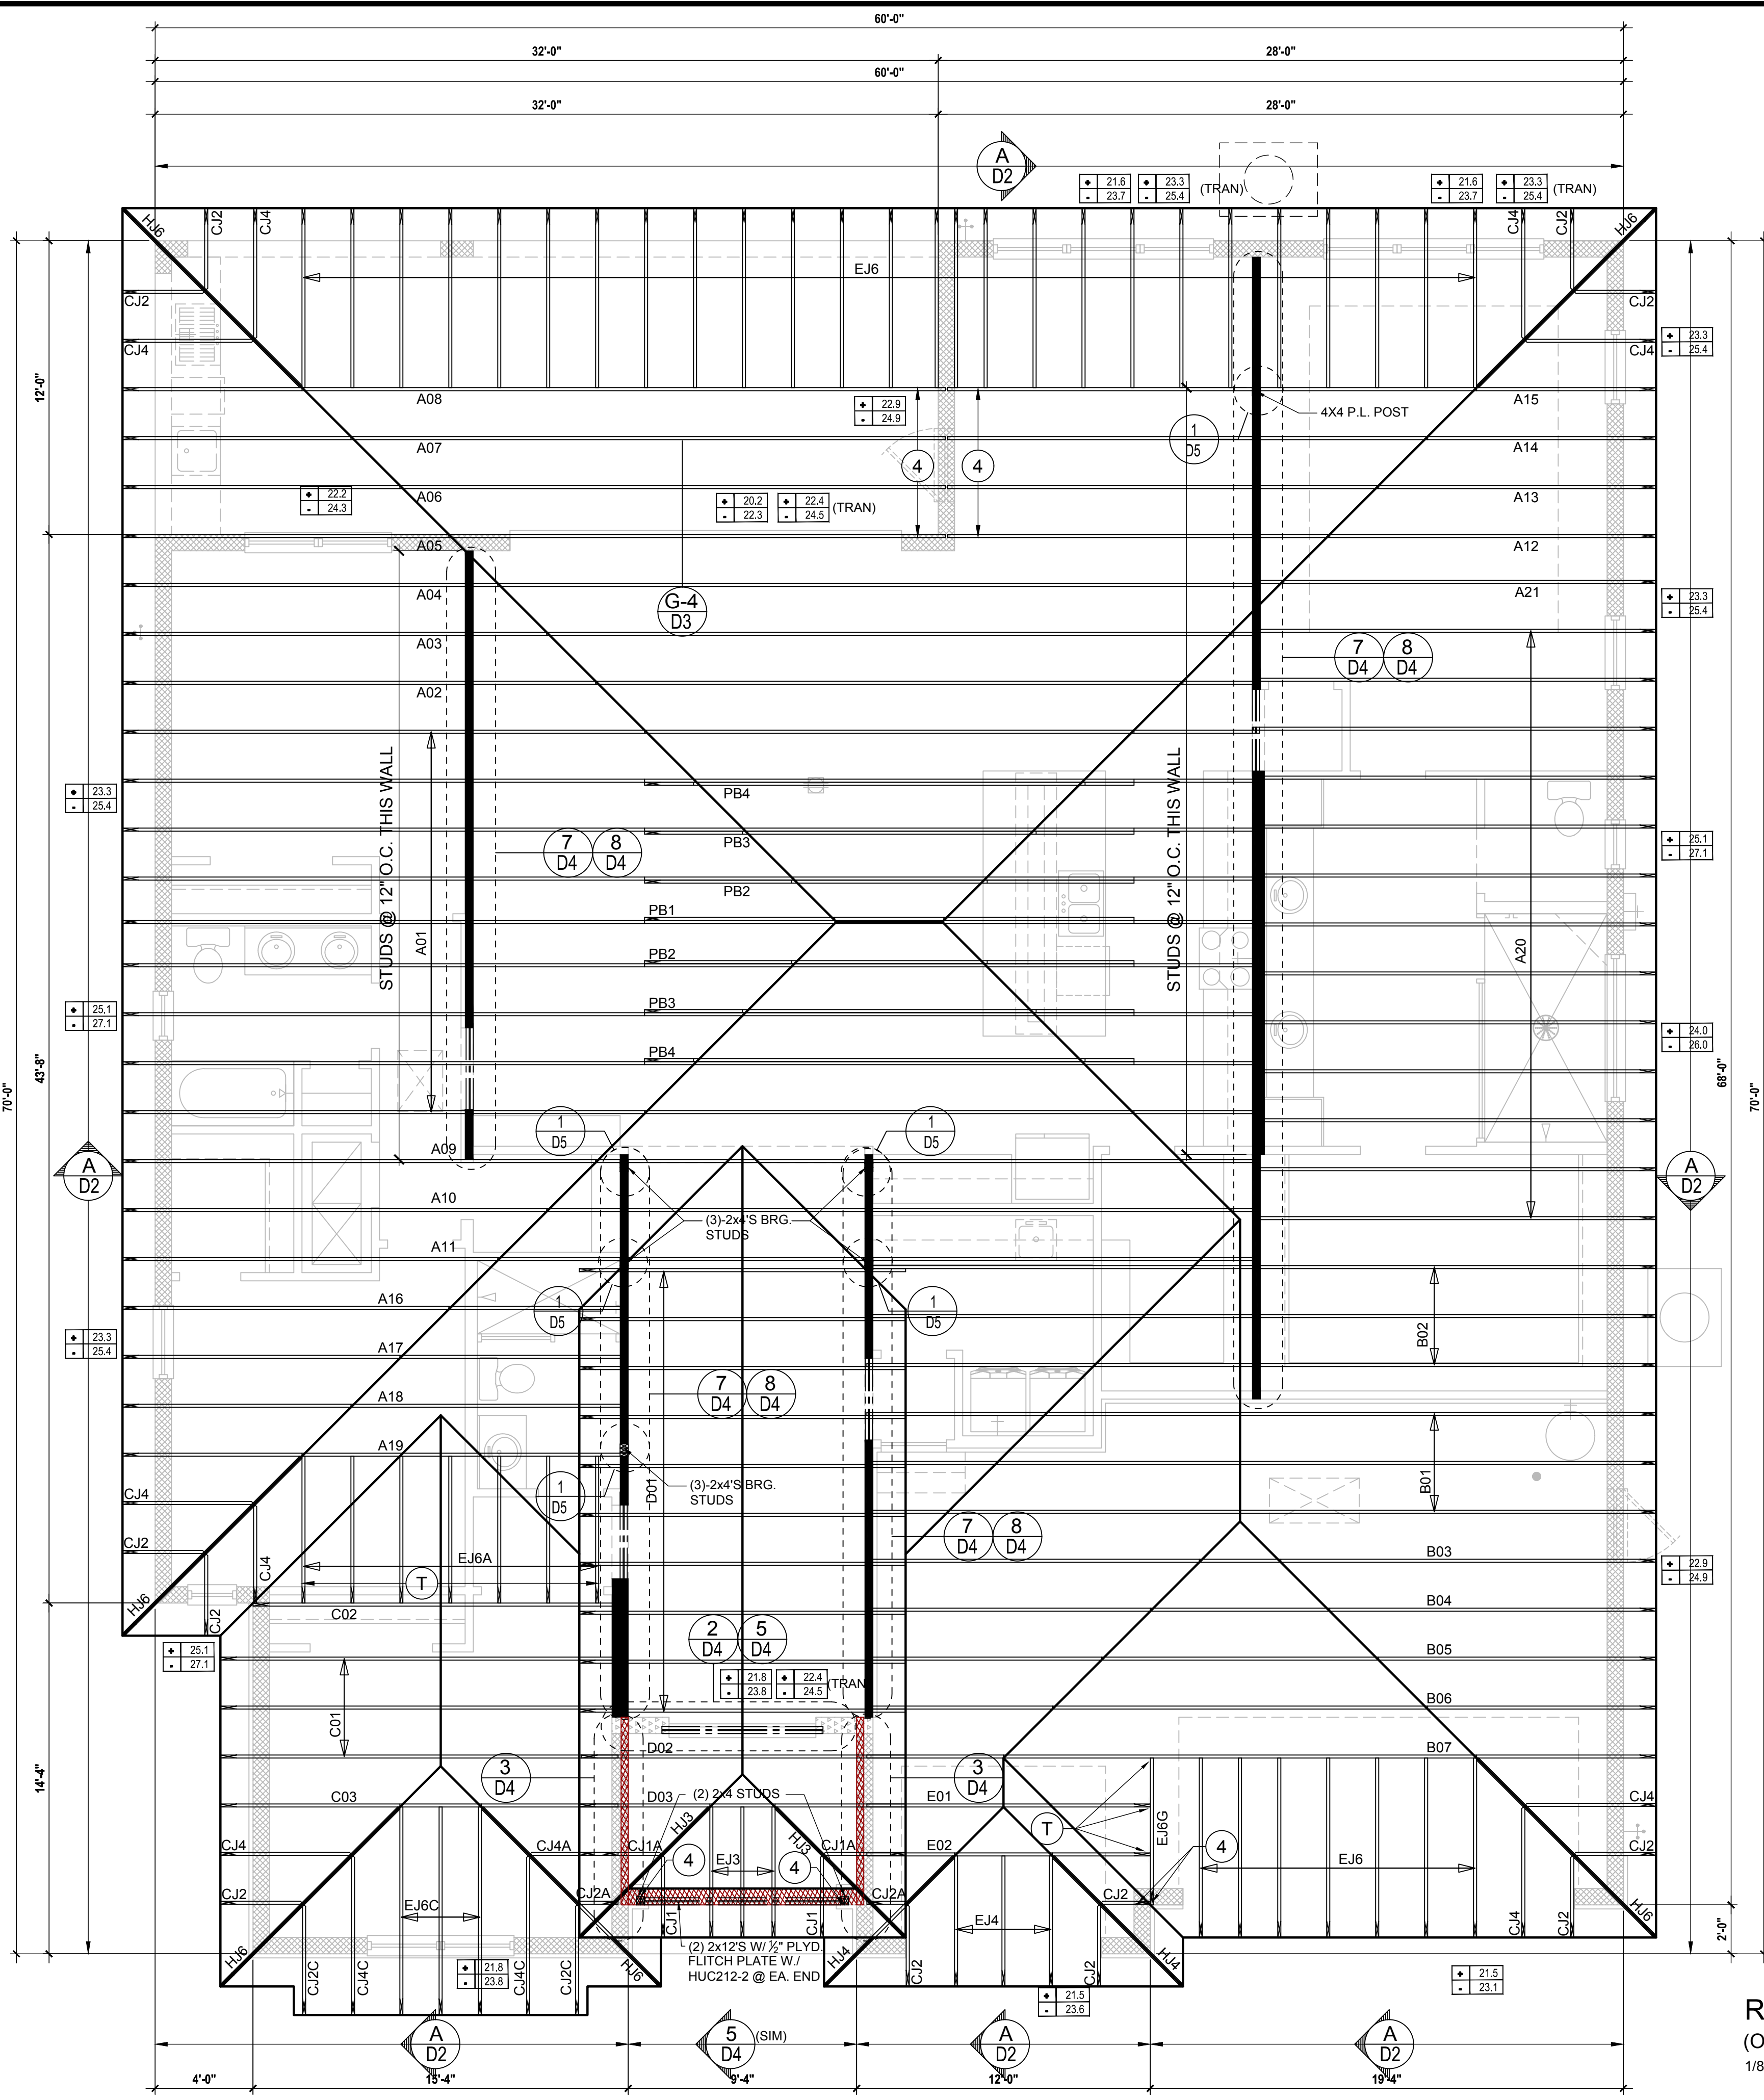 60'-0"
32'-0" 28'-0"
60'-0"
32'-0" 28'-0"
A
D2
+ 21.6 + 23.3 (TRAN)
- 23.7 - 25.4
+ 21.6 + 23.3 (TRAN)
- 23.7 - 25.4
HJ6 CJ2 CJ4 CJ4 CJ2 HJ6
EJ6
CJ2 CJ2
CJ4 CJ4
+ 23.3
- 25.4
12'-0"
A08 A15
+ 22.9
- 24.9
4X4 P.L. POST
1
D5
A07 A14
4 4
A06 A13
+ 22.2
- 24.3
+ 20.2 + 22.4 (TRAN)
- 22.3 - 24.5
A05 A12
A04 A21
G-4
D3
+ 23.3
- 25.4
A03
7 8
D4 D4
A02
STUDS @ 12" O.C. THIS WALL
STUDS @ 12" O.C. THIS WALL
+ 23.3
- 25.4
PB4
7 8
D4 D4
PB3
+ 25.1
- 27.1
PB2
PB1
A01
A20
PB2
PB3
+ 25.1
- 27.1
+ 24.0
- 26.0
PB4
43'-8"
70'-0"
68'-0"
70'-0"
1
D5
1
D5
A09
A
D2
A
D2
A10
(3)-2x4'S BRG.
STUDS
A11
A16
1
D5
1
D5
B02
+ 23.3
- 25.4
A17
7 8
D4 D4
A18
A19
B01
(3)-2x4'S BRG.
STUDS
D01
1
D5
CJ4
CJ2
CJ4
EJ6A
T
7 8
D4 D4
B03
+ 22.9
- 24.9
HJ6
CJ2
C02
B04
2 5
D4 D4
+ 25.1
- 27.1
B05
+ 21.8 + 22.4 (TRAN
- 23.8 - 24.5
B06
C01
D02 B07
14'-4"
3
D4
3
D4
C03 D03 (2) 2x4 STUDS E01 CJ4
HJ3 HJ3
T
EJ6G
4
CJ4 CJ4A CJ1A CJ1A E02 CJ2
4 EJ3 4 EJ6
CJ2 CJ2A CJ2A CJ2
EJ6C CJ1 CJ1 EJ4 CJ4 CJ2 HJ6
2'-0"
(2) 2x12'S W/ ½" PLYD.
FLITCH PLATE W./
HUC212-2 @ EA. END
HJ6 CJ2C CJ4C CJ4C CJ2C HJ6 HJ4 CJ2 CJ2 HJ4
+ 21.8
- 23.8
+ 21.5
- 23.1
+ 21.5
- 23.6
A
D2
5
D4
(SIM)
A
D2
A
D2
R
(O
1/8
4'-0" 15'-4" 9'-4" 12'-0" 19'-4"